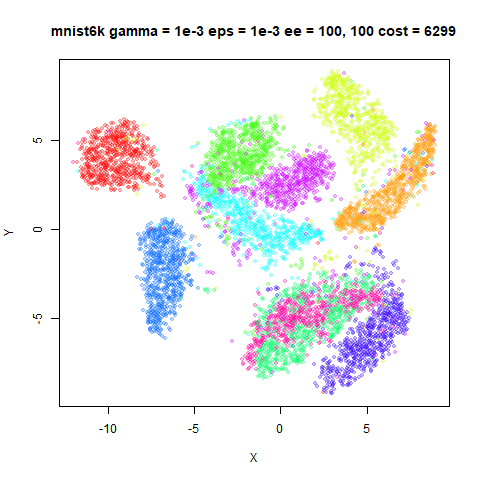 mnist6k gamma = 1e-3 eps = 1e-3 ee = 100, 100 cost = 6299
Y
5
0
-5
-10
-5
0
5
X